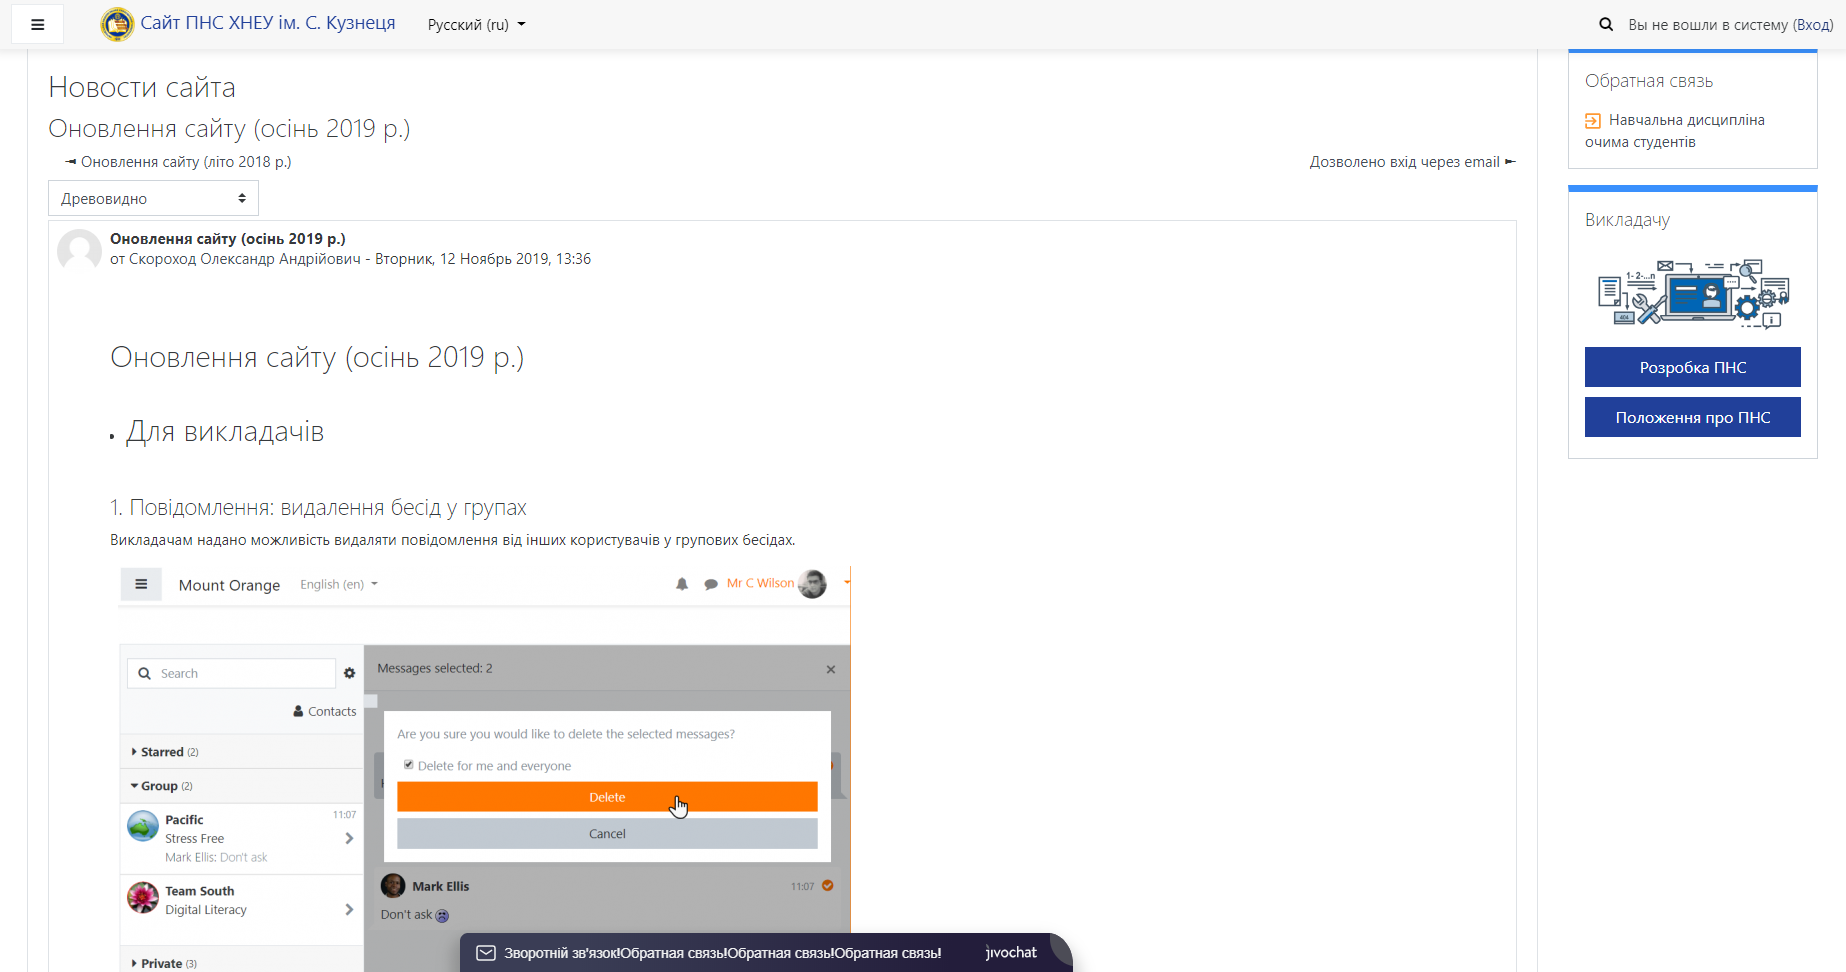 Сайт ПНС ХНЕУ ім. С. Кузнеця
Русский (ru)
Вы не вошли в систему (Вход)
Новости сайта
Оновлення сайту (осінь 2019 р.)
Оновлення сайту (літо 2018 р.)
Дозволено вхід через email
Древовидно
Оновлення сайту (осінь 2019 р.)
от Скороход Олександр Андрійович - Вторник, 12 Ноябрь 2019, 13:36
Оновлення сайту (осінь 2019 р.)
Для викладачів
1. Повідомлення: видалення бесід у групах
Викладачам надано можливість видаляти повідомлення від інших користувачів у групових бесідах.
Mount Orange
English (en)
Mr C Wilson
Search
Contacts
Starred (2)
Group (2)
Pacific
11:07
Stress Free
Mark Ellis: Don't ask
Team South
Digital Literacy
Private (3)
Messages selected: 2
Are you sure you would like to delete the selected messages?
Delete for me and everyone
Delete
Cancel
Mark Ellis
11:07
Don't ask
Зворотній зв'язок!Обратная связь!Обратная связь!Обратная связь!
jivochat
Обратная связь
Навчальна дисципліна
очима студентів
Викладачу
1- 2-...n
404
Розробка ПНС
Положення про ПНС